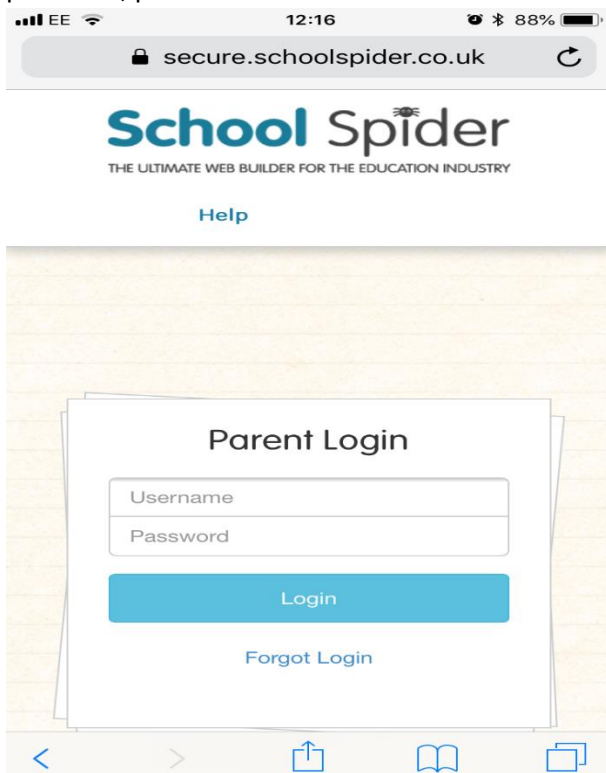 EE 12:16 88%
secure.schoolspider.co.uk
School Spider
THE ULTIMATE WEB BUILDER FOR THE EDUCATION INDUSTRY
Help
Parent Login
Username
Password
Login
Forgot Login